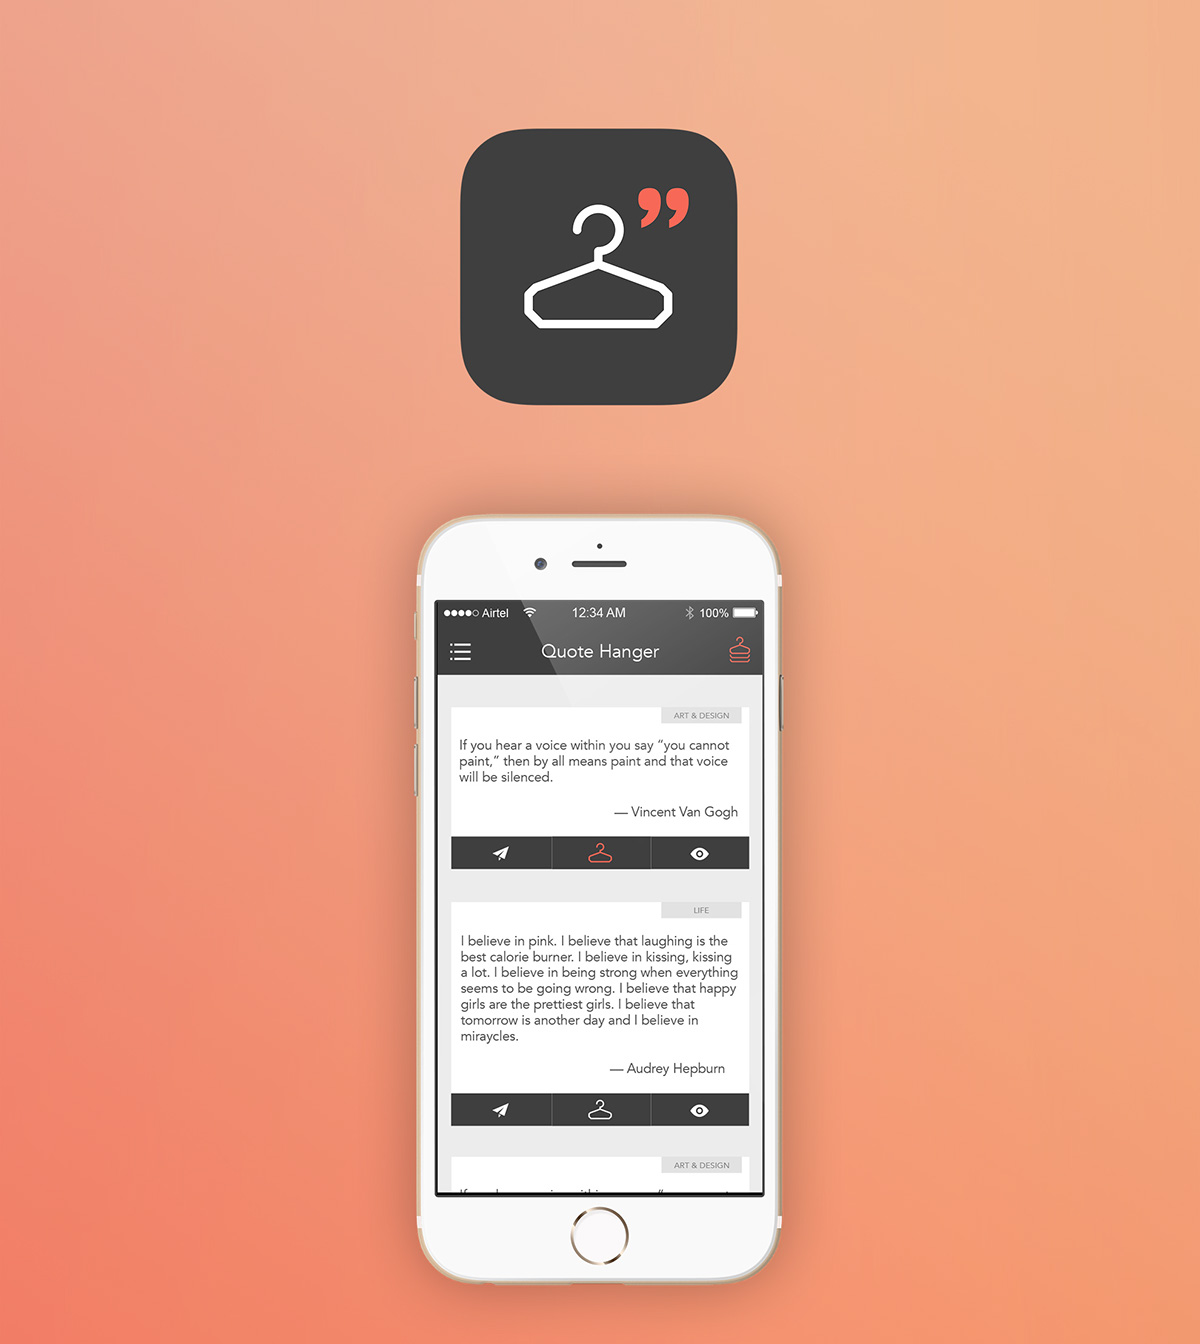 ”
Airtel 12:34 AM 100%
Quote Hanger
ART & DESIGN
If you hear a voice within you say “you cannot
paint,” then by all means paint and that voice
will be silenced.
— Vincent Van Gogh
LIFE
I believe in pink. I believe that laughing is the
best calorie burner. I believe in kissing, kissing
a lot. I believe in being strong when everything
seems to be going wrong. I believe that happy
girls are the prettiest girls. I believe that
tomorrow is another day and I believe in
miraycles.
— Audrey Hepburn
ART & DESIGN